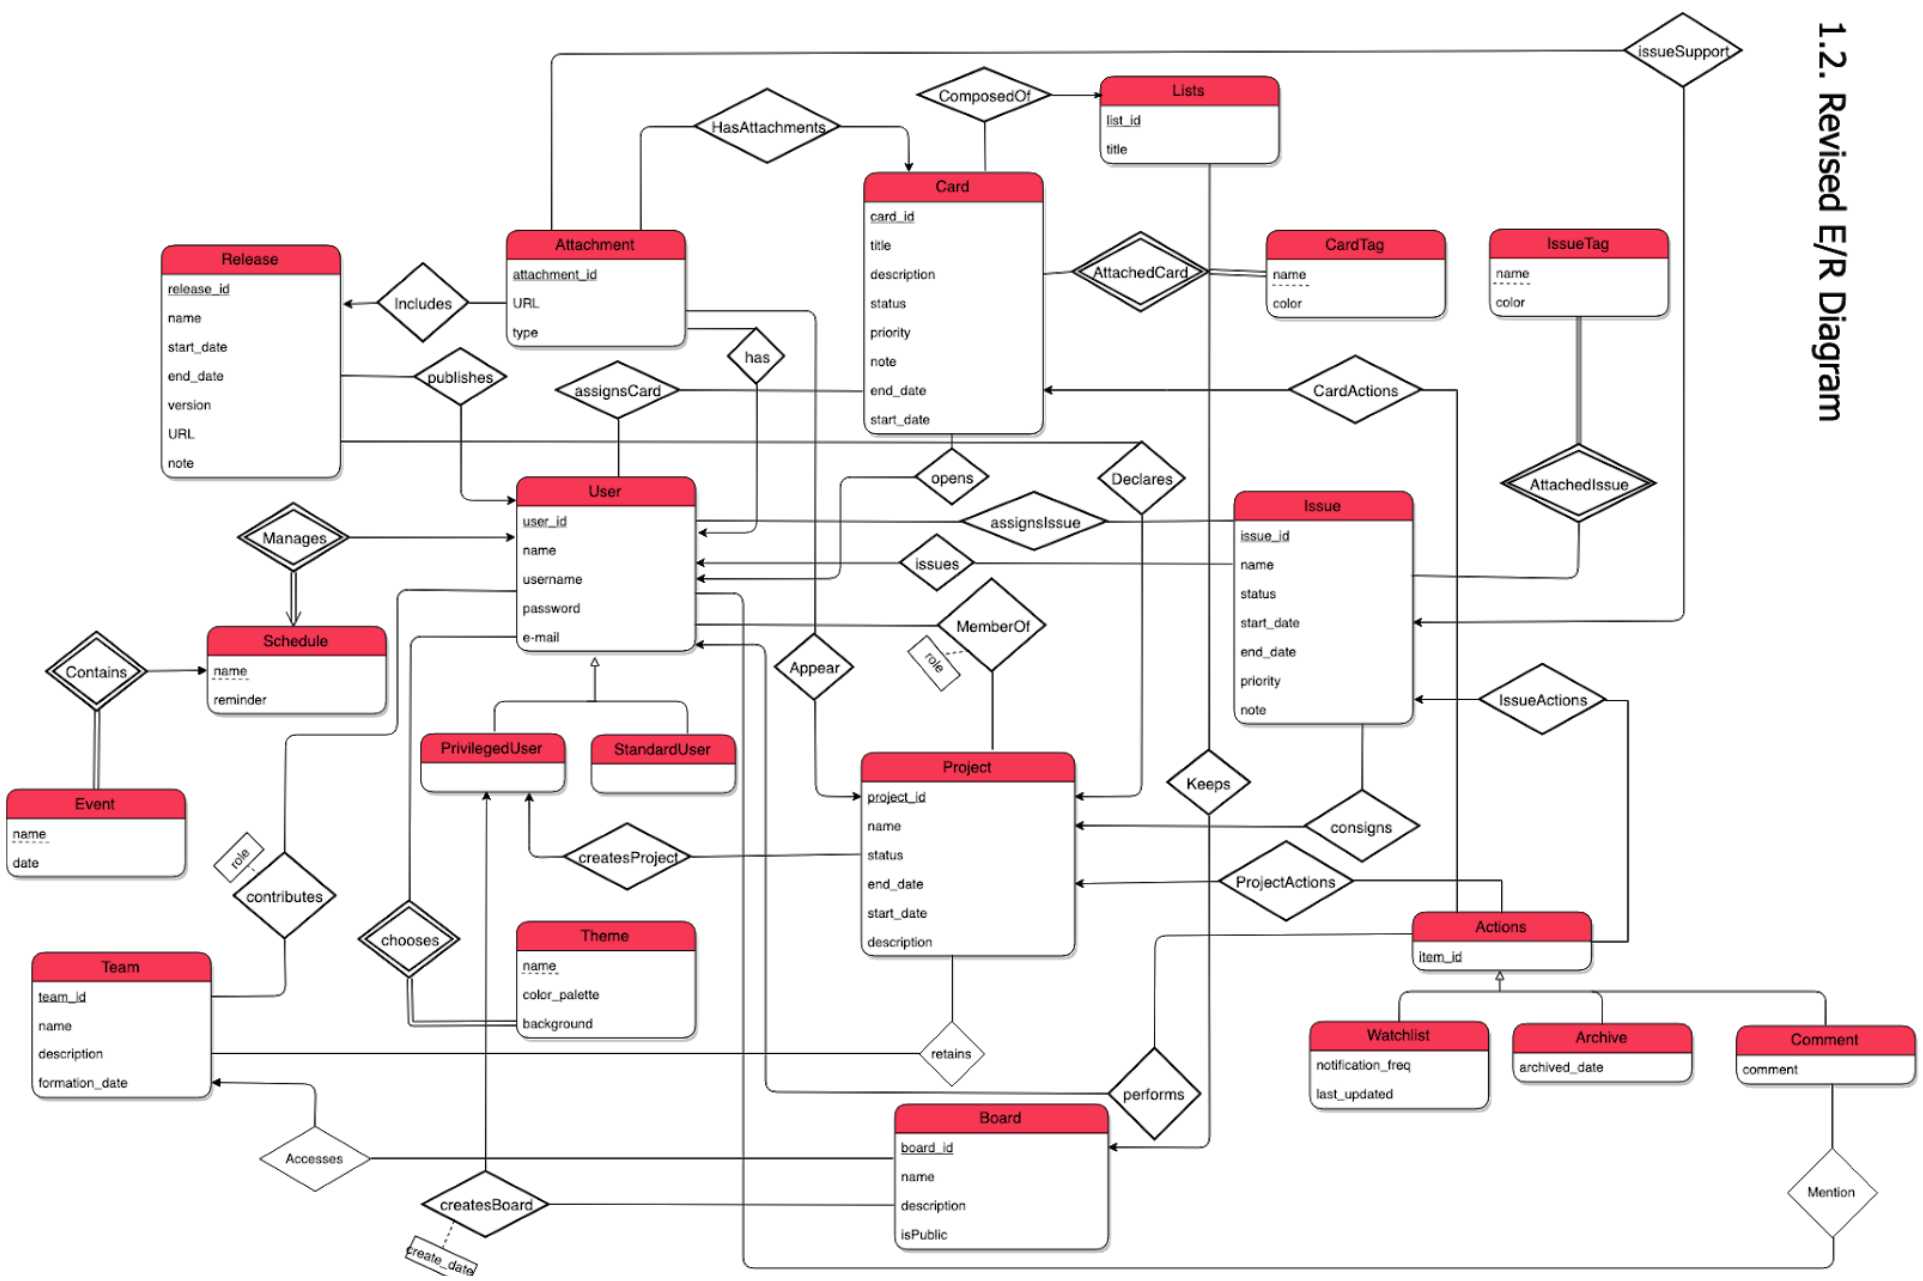 1.2. Revised E/R Diagram
issueSupport
ComposedOf
Lists
list_id
title
HasAttachments
Card
card_id
title
description
status
priority
note
end_date
start_date
Attachment
attachment_id
URL
type
Release
release_id
name
start_date
end_date
version
URL
note
Includes
AttachedCard
CardTag
name
color
IssueTag
name
color
publishes
has
assignsCard
CardActions
opens
Declares
AttachedIssue
User
user_id
name
username
password
e-mail
assignsIssue
Issue
issue_id
name
status
start_date
end_date
priority
note
Manages
issues
MemberOf
role
Schedule
name
reminder
Contains
Appear
IssueActions
PrivilegedUser
StandardUser
Project
project_id
name
status
end_date
start_date
description
Keeps
consigns
Event
name
date
role
contributes
createsProject
ProjectActions
chooses
Theme
name
color_palette
background
Actions
item_id
Team
team_id
name
description
formation_date
retains
Watchlist
notification_freq
last_updated
Archive
archived_date
Comment
comment
performs
Board
board_id
name
description
isPublic
Accesses
createsBoard
create_date
Mention